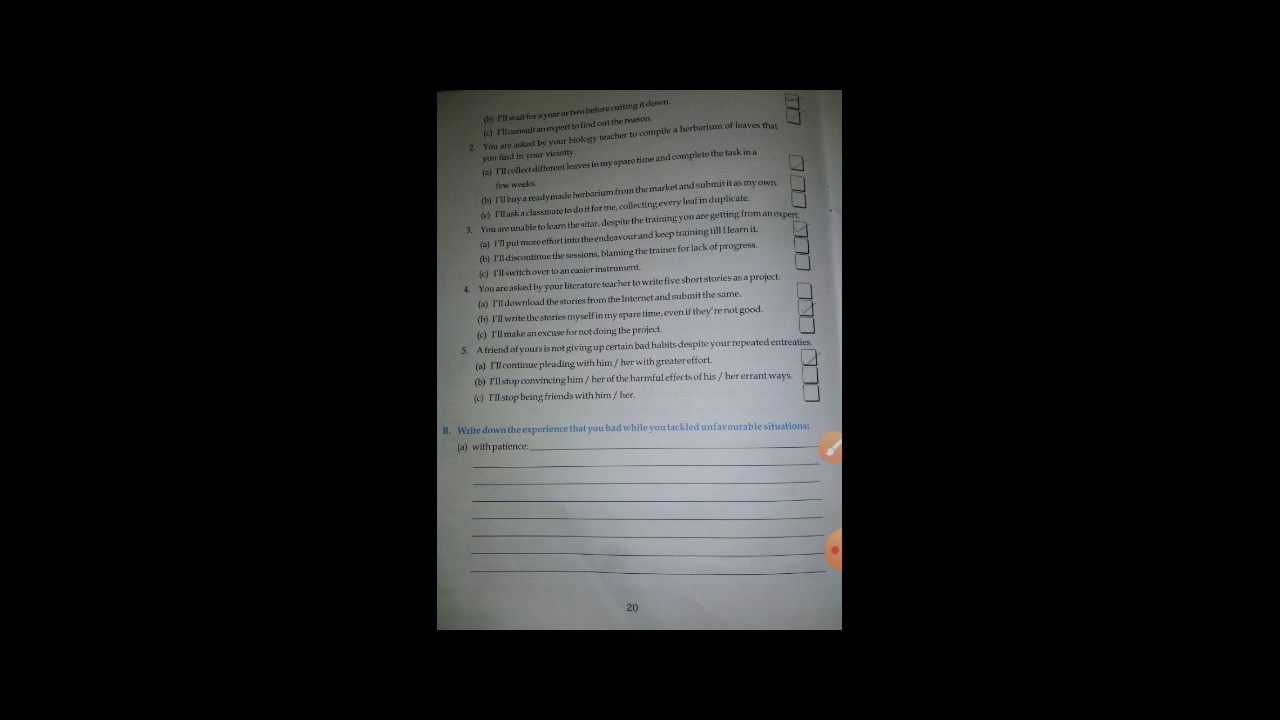 (b) I'll wait for a year or two before cutting it down.
(c) I'll consult an expert to find out the reason.
2. You are asked by your biology teacher to compile a herbarium of leaves that
you find in your vicinity.
(a) I'll collect different leaves in my spare time and complete the task in a
few weeks.
(b) I'll buy a readymade herbarium from the market and submit it as my own.
(c) I'll ask a classmate to do it for me, collecting every leaf in duplicate.
3. You are unable to learn the sitar, despite the training you are getting from an expert.
(a) I'll put more effort into the endeavour and keep training till I learn it.
(b) I'll discontinue the sessions, blaming the trainer for lack of progress.
(c) I'll switch over to an easier instrument.
4. You are asked by your literature teacher to write five short stories as a project.
(a) I'll download the stories from the Internet and submit the same.
(b) I'll write the stories myself in my spare time, even if they're not good.
(c) I'll make an excuse for not doing the project.
5. A friend of yours is not giving up certain bad habits despite your repeated entreaties.
(a) I'll continue pleading with him / her with greater effort.
(b) I'll stop convincing him / her of the harmful effects of his / her errant ways.
(c) I'll stop being friends with him / her.
B. Write down the experience that you had while you tackled unfavourable situations:
(a) with patience:
20